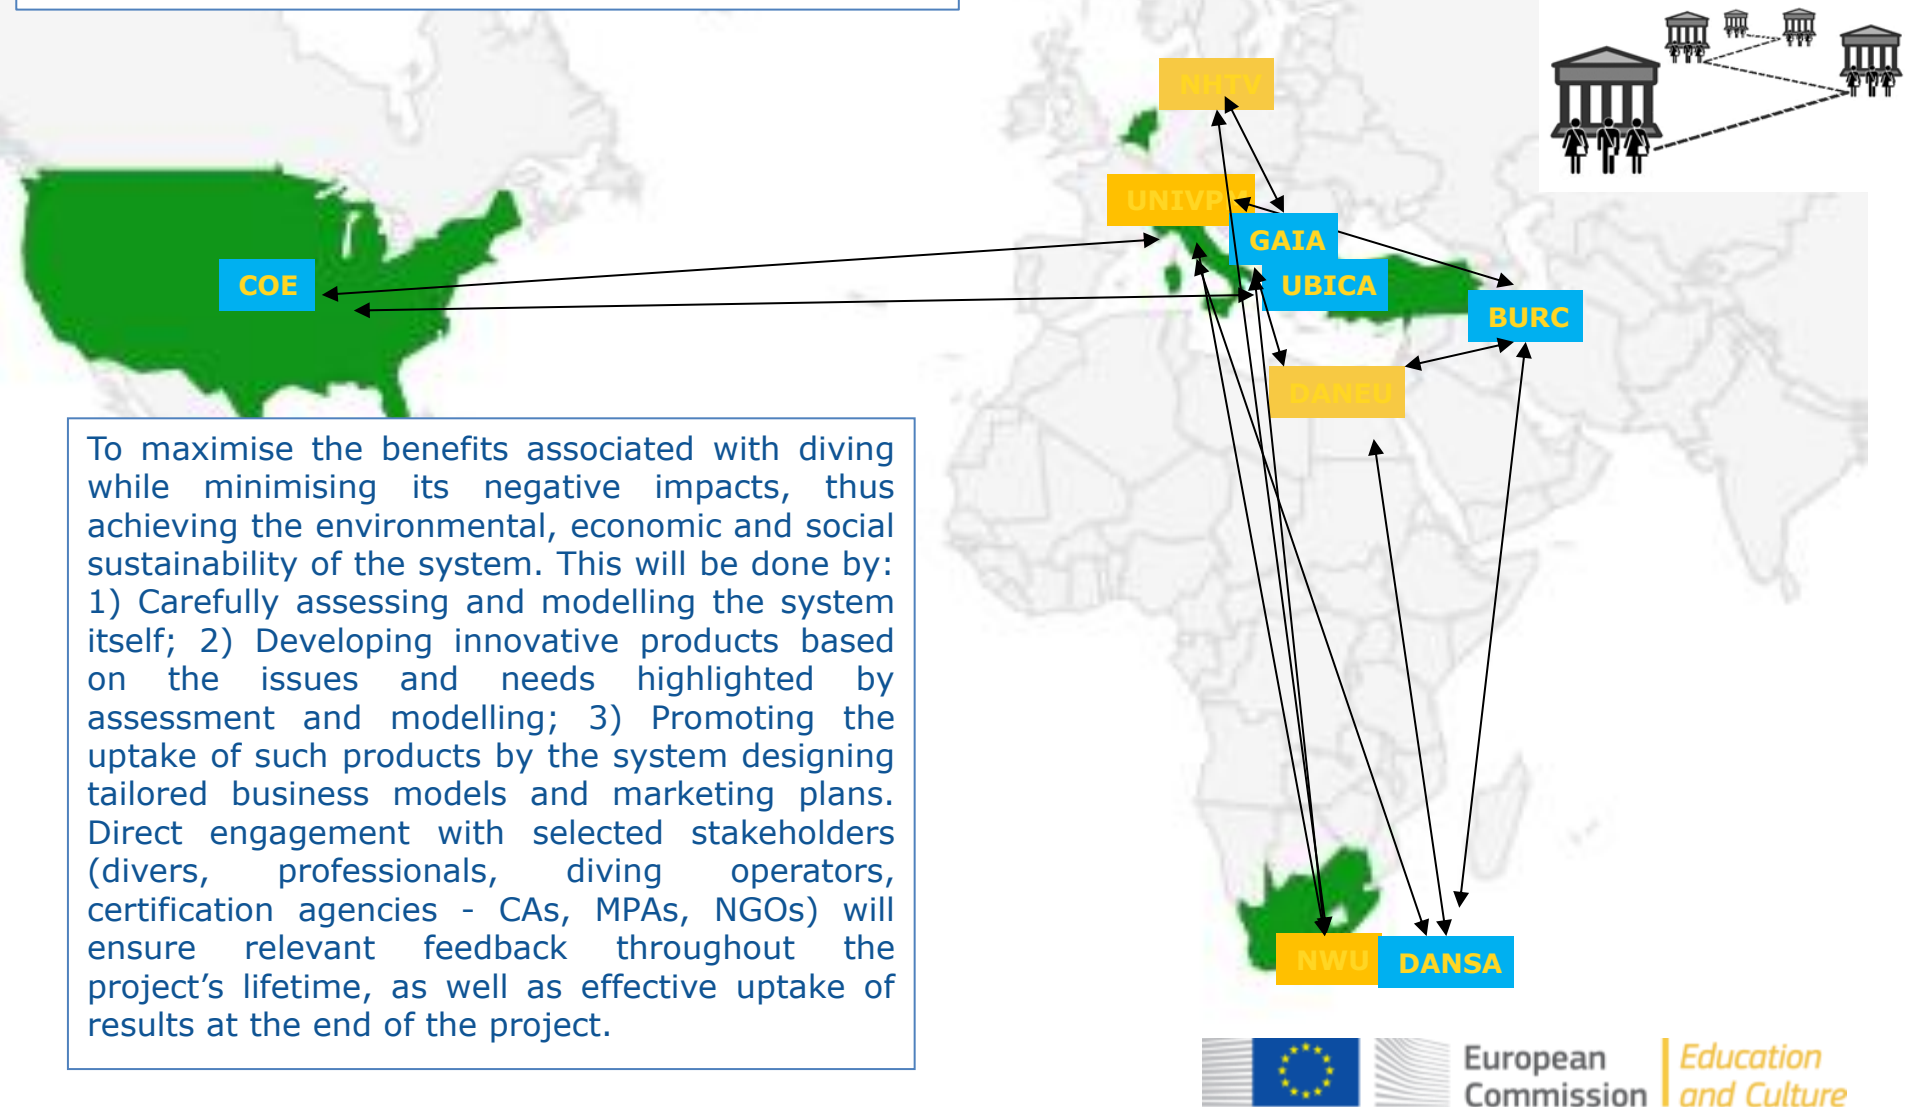 NHTV
UNIVPM
GAIA
COE
UBICA
BURC
DANEU
To maximise the benefits associated with diving
while minimising its negative impacts, thus
achieving the environmental, economic and social
sustainability of the system. This will be done by:
1) Carefully assessing and modelling the system
itself; 2) Developing innovative products based
on the issues and needs highlighted by
assessment and modelling; 3) Promoting the
uptake of such products by the system designing
tailored business models and marketing plans.
Direct engagement with selected stakeholders
(divers, professionals, diving operators,
certification agencies - CAs, MPAs, NGOs) will
ensure relevant feedback throughout the
project's lifetime, as well as effective uptake of
results at the end of the project.
NWU
DANSA
European
Commission
Education
and Culture